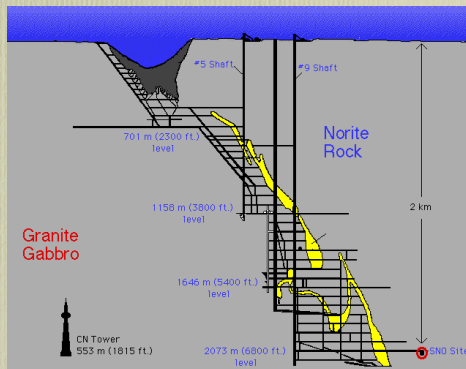 #5 Shaft
#9 Shaft
701 m (2300 ft.)
level
Norite
Rock
2 km
1158 m (3800 ft.)
level
Granite
Gabbro
1646 m (5400 ft.)
level
CN Tower
553 m (1815 ft.)
2073 m (6800 ft.)
level
SNO Site